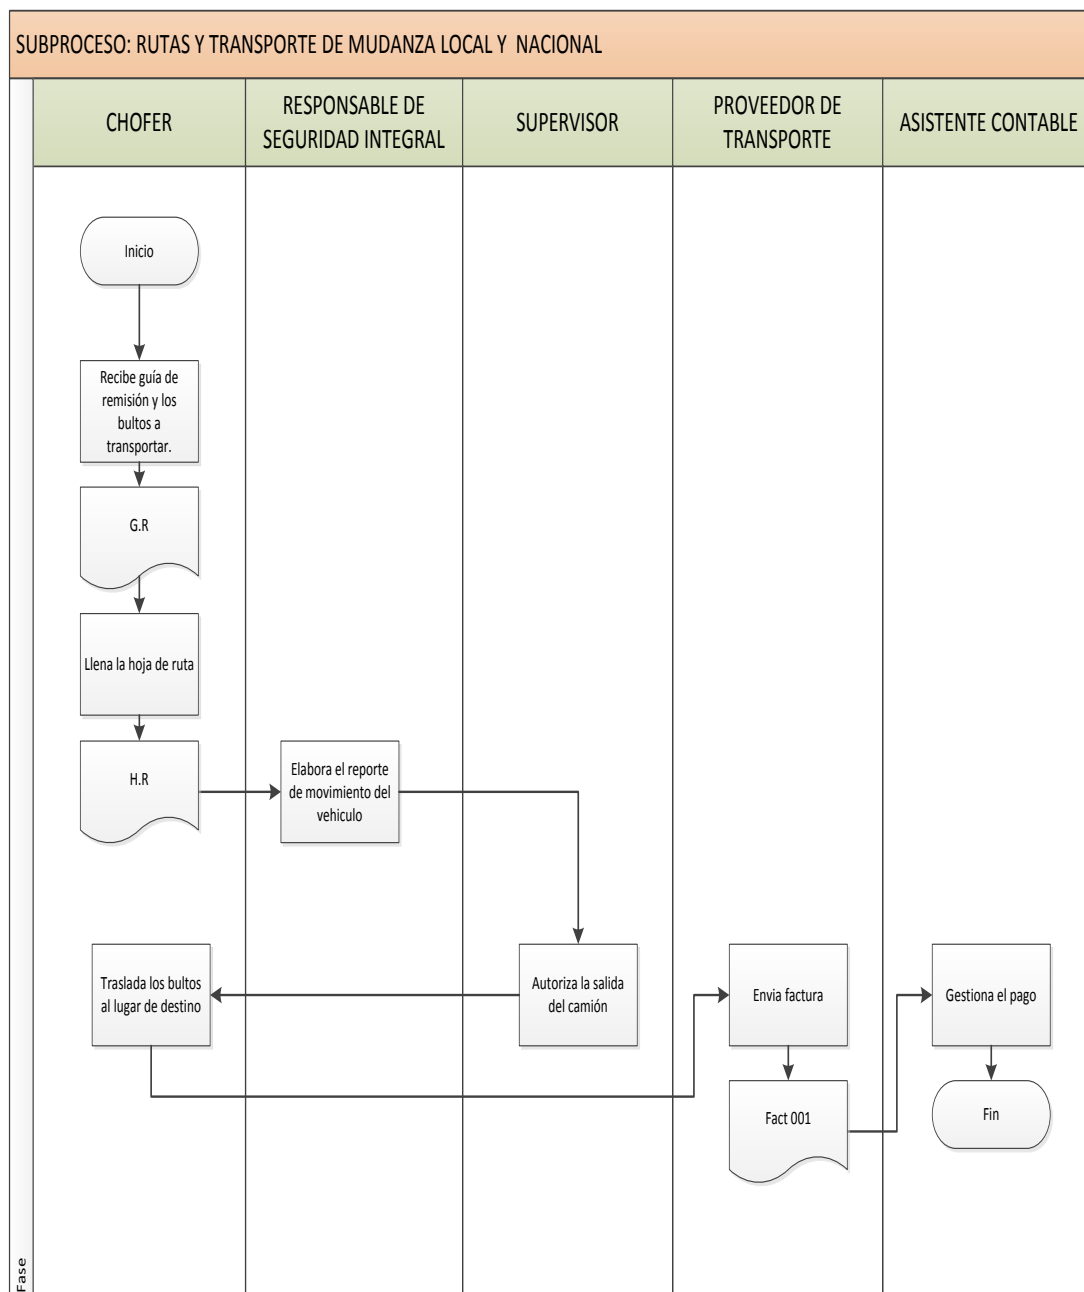 SUBPROCESO: RUTAS Y TRANSPORTE DE MUDANZA LOCAL Y NACIONAL
CHOFER
RESPONSABLE DE
SEGURIDAD INTEGRAL
SUPERVISOR
PROVEEDOR DE
TRANSPORTE
ASISTENTE CONTABLE
Inicio
Recibe guía de
remisión y los
bultos a
transportar.
G.R
Llena la hoja de ruta
H.R
Elabora el reporte
de movimiento del
vehiculo
Traslada los bultos
al lugar de destino
Autoriza la salida
del camión
Envia factura
Gestiona el pago
Fact 001
Fin
Fase